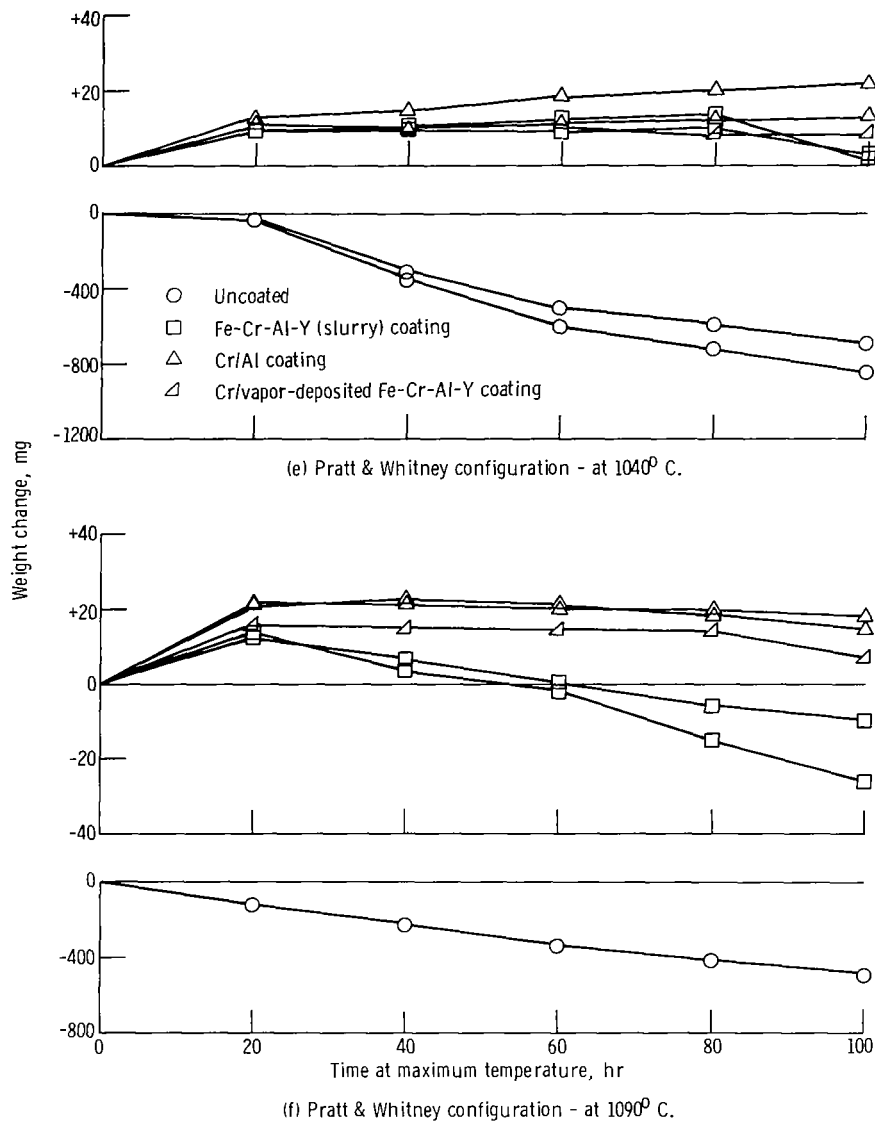 +40
+20
0
0
-400
-800
-1200
Uncoated
Fe-Cr-Al-Y (slurry) coating
Cr/Al coating
Cr/vapor-deposited Fe-Cr-Al-Y coating
(e) Pratt & Whitney configuration - at 1040⁰ C.
Weight change, mg
+40
+20
0
-20
-40
0
-400
-800
0 20 40 60 80 100
Time at maximum temperature, hr
(f) Pratt & Whitney configuration - at 1090⁰ C.